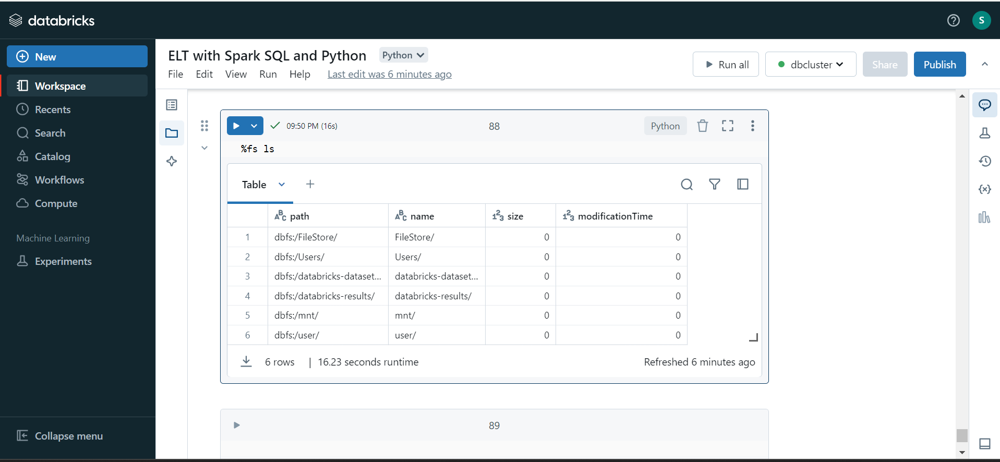 databricks
S
New
Workspace
Recents
Search
Catalog
Workflows
Compute
Machine Learning
Experiments
Collapse menu
ELT with Spark SQL and Python
Python
File Edit View Run Help Last edit was 6 minutes ago
Run all
dbcluster
Share
Publish
09:50 PM (16s)
88
Python
%fs ls
Table
path name size modificationTime
1 dbfs:/FileStore/ FileStore/ 0 0
2 dbfs:/Users/ Users/ 0 0
3 dbfs:/databricks-dataset... databricks-dataset... 0 0
4 dbfs:/databricks-results/ databricks-results/ 0 0
5 dbfs:/mnt/ mnt/ 0 0
6 dbfs:/user/ user/ 0 0
6 rows | 16.23 seconds runtime
Refreshed 6 minutes ago
89